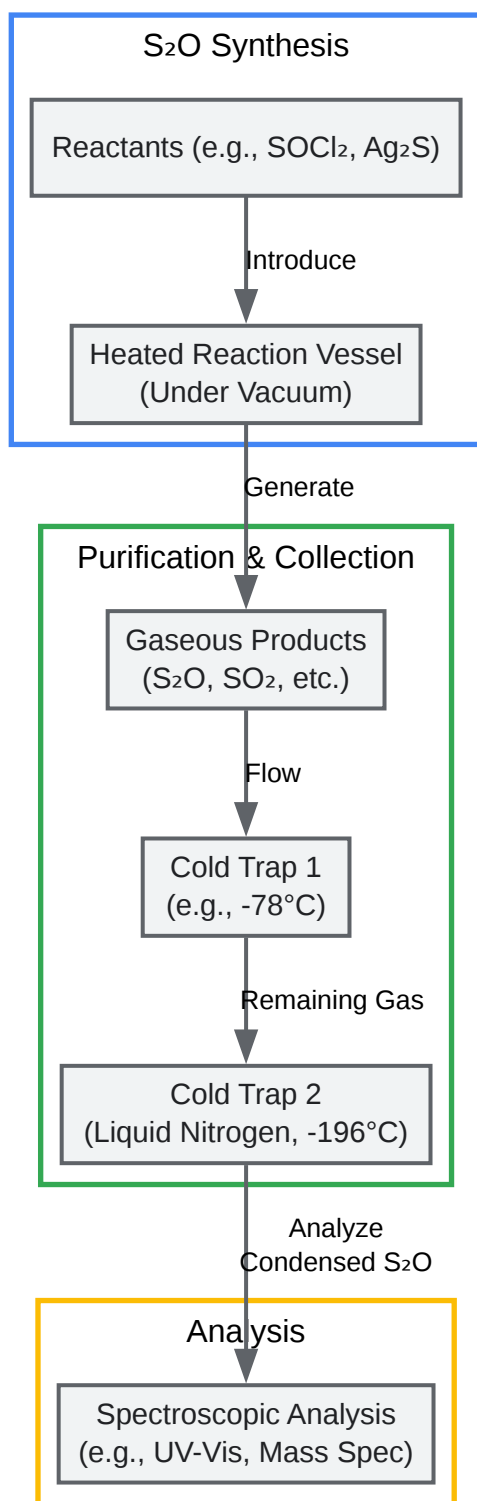 S₂O Synthesis
Reactants (e.g., SOCl₂, Ag₂S)
Introduce
Heated Reaction Vessel
(Under Vacuum)
Generate
Purification & Collection
Gaseous Products
(S₂O, SO₂, etc.)
Flow
Cold Trap 1
(e.g., -78°C)
Remaining Gas
Cold Trap 2
(Liquid Nitrogen, -196°C)
Analyze
Condensed S₂O
Analysis
Spectroscopic Analysis
(e.g., UV-Vis, Mass Spec)